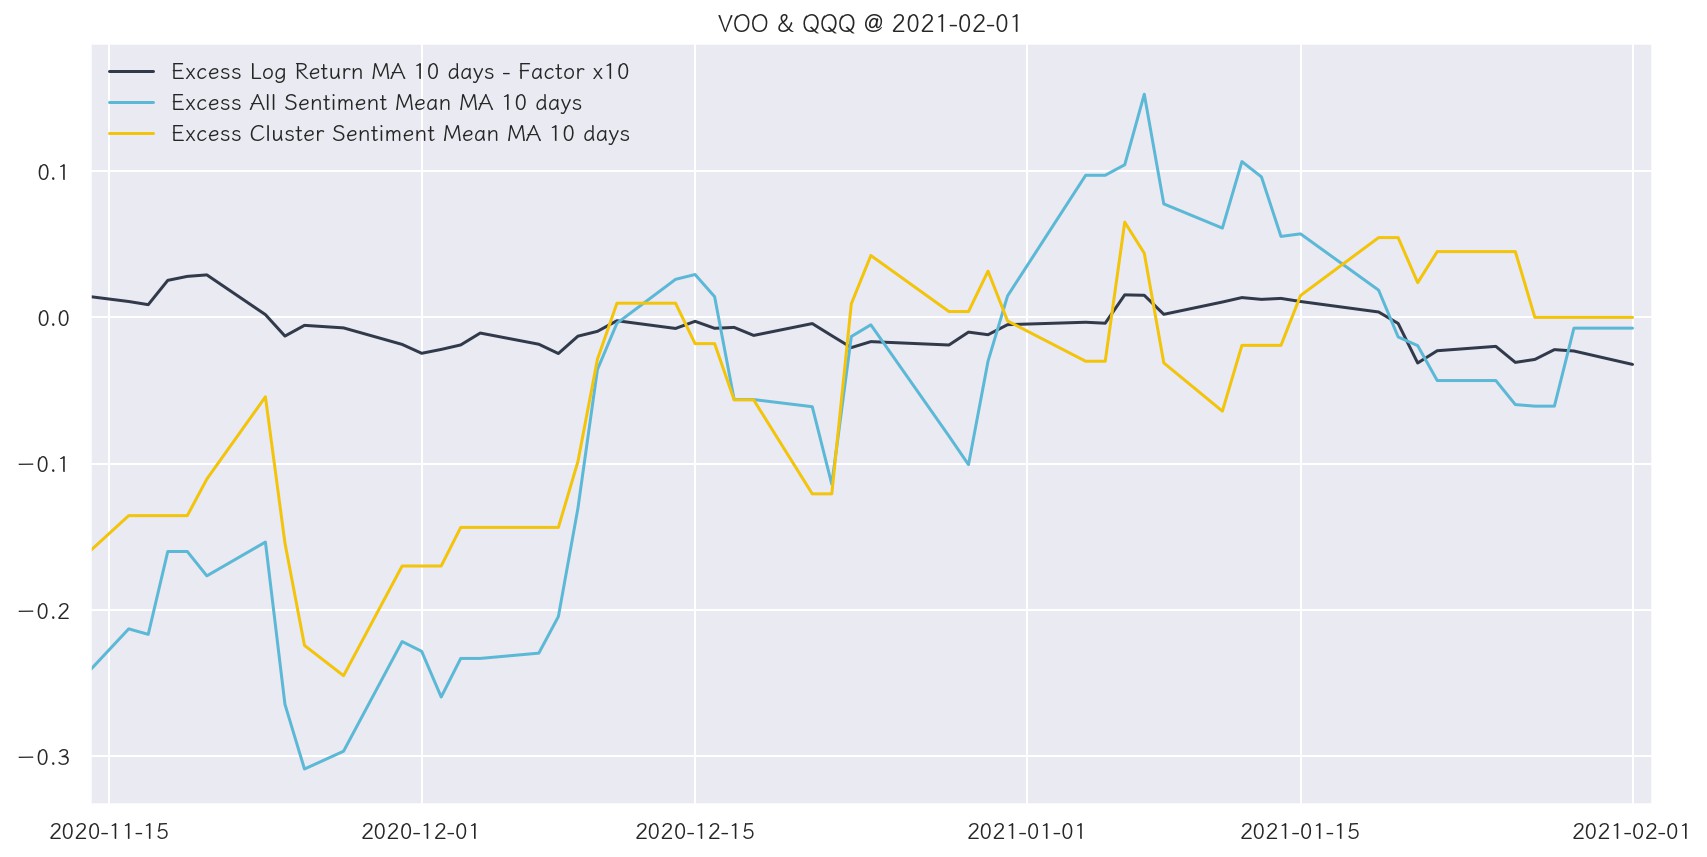 VOO & QQQ @ 2021-02-01
Excess Log Return MA 10 days - Factor x10
Excess All Sentiment Mean MA 10 days
Excess Cluster Sentiment Mean MA 10 days
0.1
0.0
−0.1
−0.2
−0.3
2020-11-15 2020-12-01 2020-12-15 2021-01-01 2021-01-15 2021-02-01